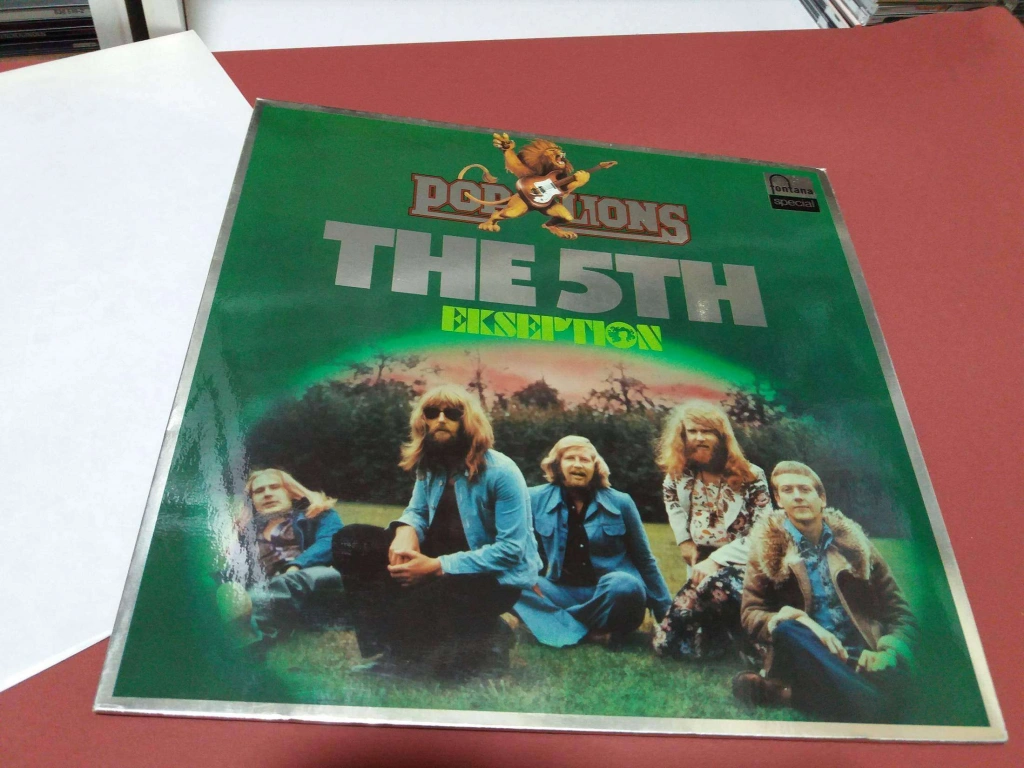 POP LIONS
fontana
special
THE 5TH
EKSEPTION